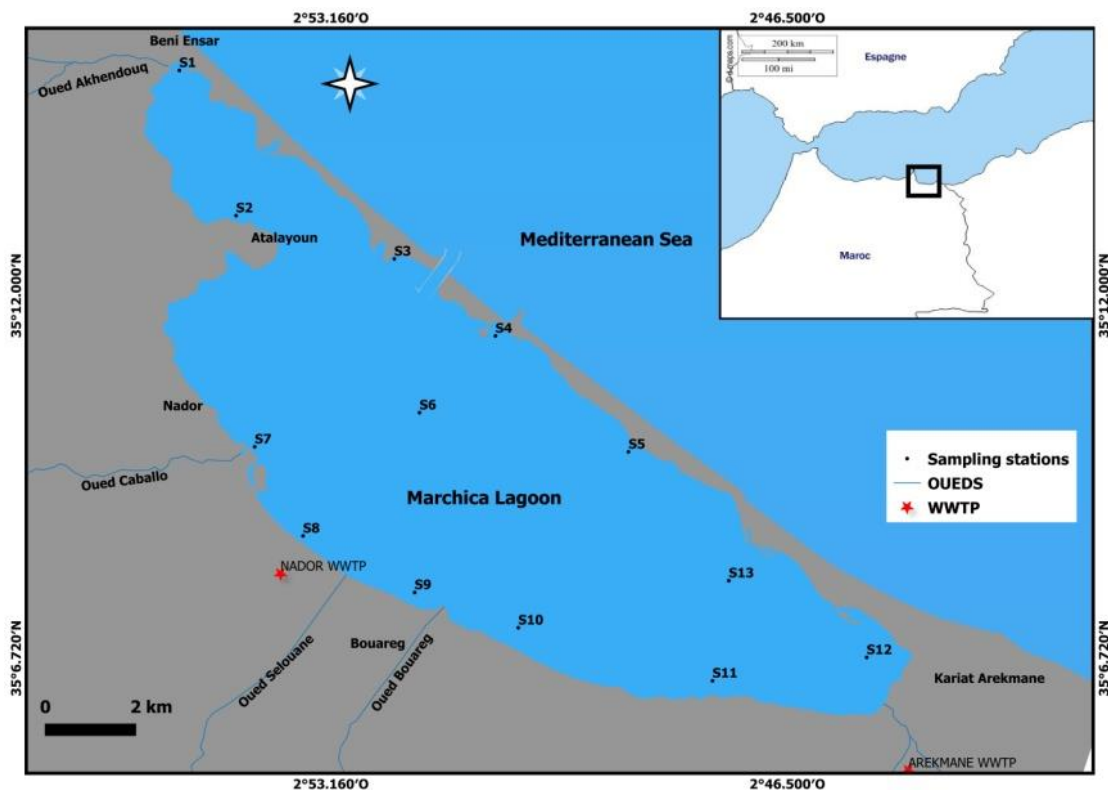 2°53.160’O
2°46.500’O
Beni Ensar
S1
Oued Akhendouq
200 km
100 mi
Espagne
Maroc
S2
Atalayoun
S3
Mediterranean Sea
35°12.000’N
35°12.000’N
S4
Nador
S6
S7
S5
Oued Caballo
Marchica Lagoon
Sampling stations
OUEDS
WWTP
S8
NADOR WWTP
S9
S13
S10
Oued Selouane
Bouareg
Oued Bouareg
S11
S12
Kariat Arekmane
35°6.720’N
35°6.720’N
0
2 km
AREKMANE WWTP
2°53.160’O
2°46.500’O